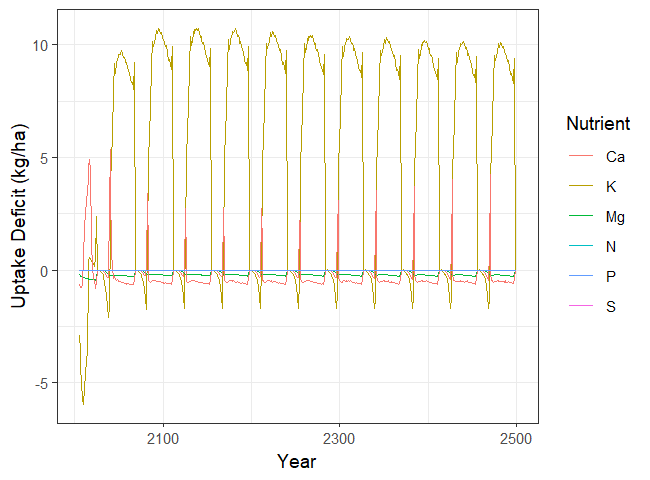 Uptake Deficit (kg/ha)
10
5
0
-5
2100
2300
2500
Year
Nutrient
Ca
K
Mg
N
P
S